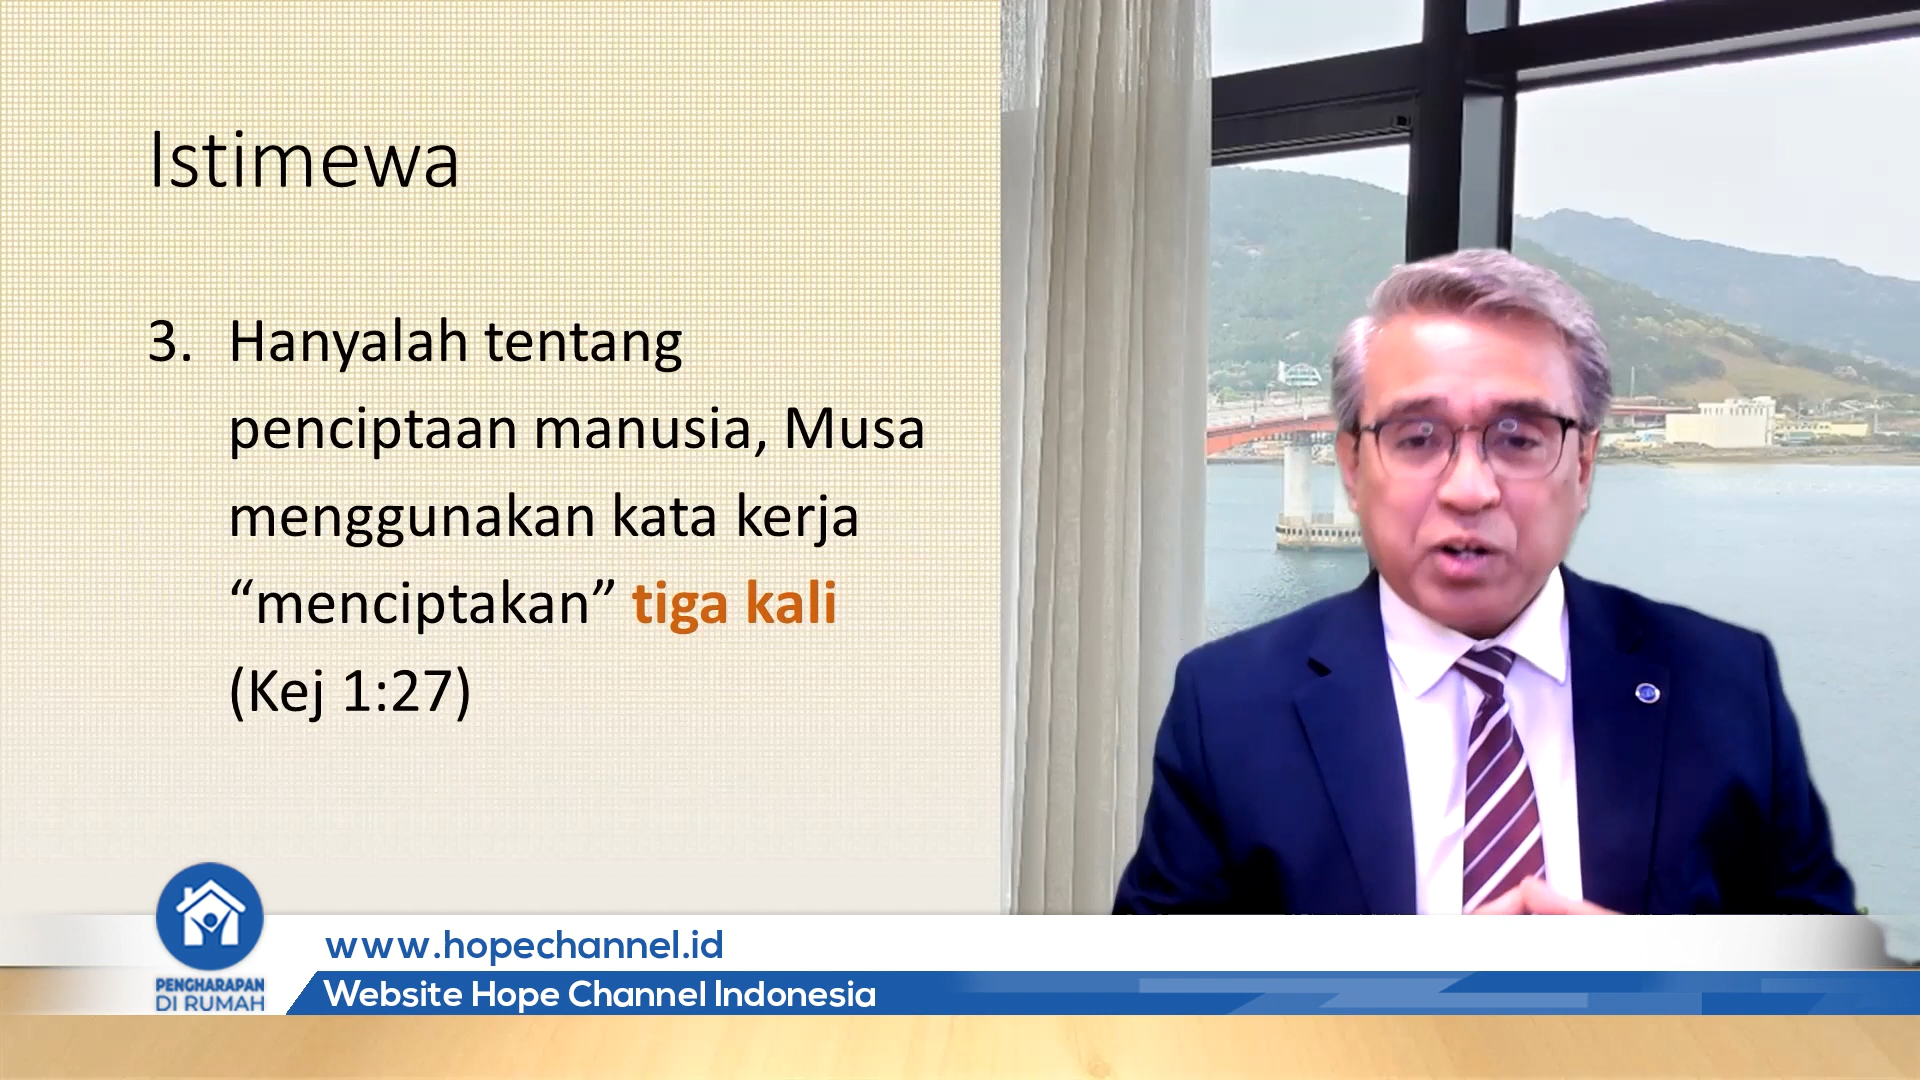 Istimewa
3. Hanyalah tentang
penciptaan manusia, Musa
menggunakan kata kerja
“menciptakan” tiga kali
(Kej 1:27)
PENGHARAPAN
DI RUMAH
www.hopechannel.id
Website Hope Channel Indonesia